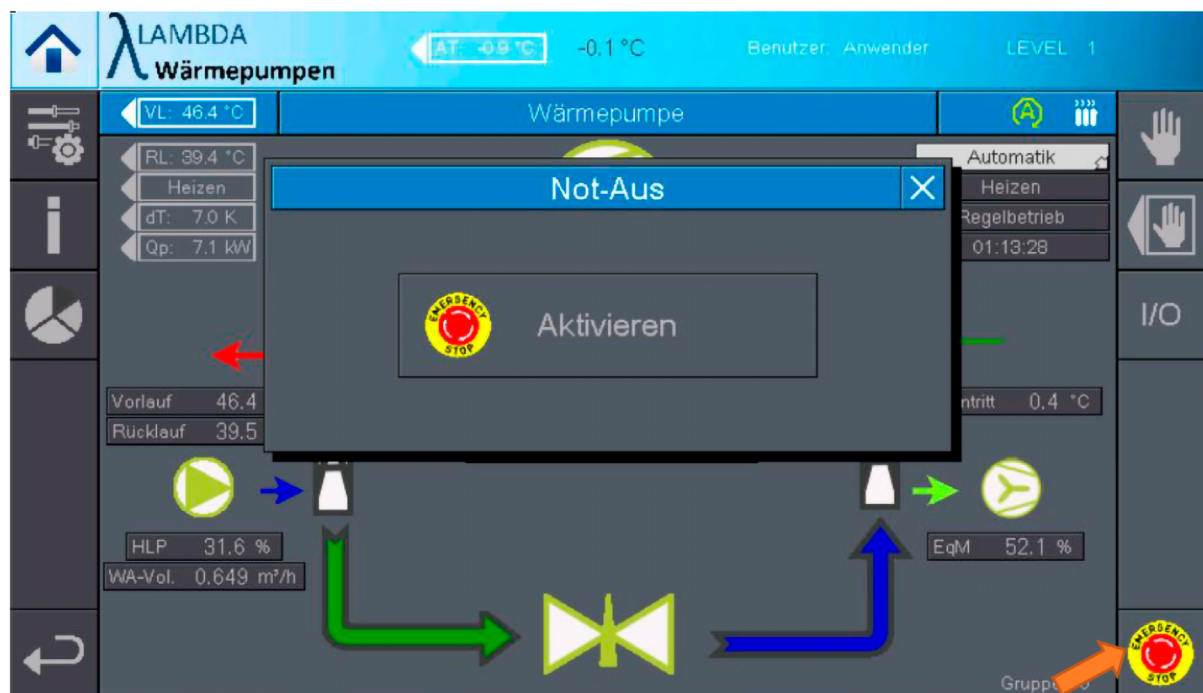 LAMBDA
Wärmepumpen
AT: -0.9 °C
-0.1 °C
Benutzer: Anwender
LEVEL 1
VL: 46.4 °C
Wärmepumpe
RL: 39.4 °C
Automatik
Heizen
Not-Aus
Heizen
dT: 7.0 K
Regelbetrieb
Qp: 7.1 kW
01:13:28
EMERGENCY
STOP
Aktivieren
I/O
Vorlauf 46.4
ntritt 0.4 °C
Rücklauf 39.5
HLP 31.6 %
EqM 52.1 %
WA-Vol. 0.649 m³/h
EMERGENCY
STOP